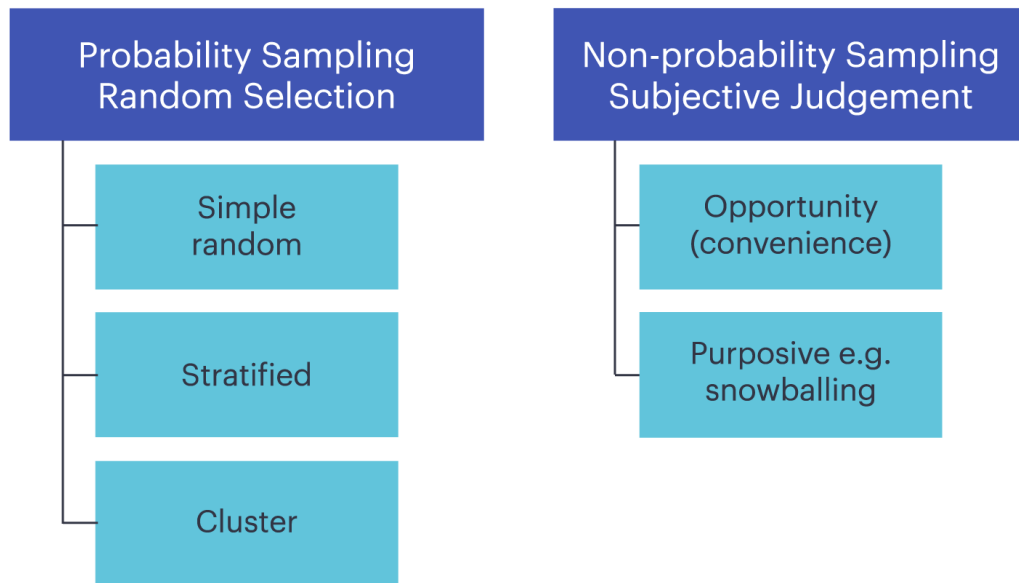 Probability Sampling
Random Selection
Simple
random
Stratified
Cluster
Non-probability Sampling
Subjective Judgement
Opportunity
(convenience)
Purposive e.g.
snowballing